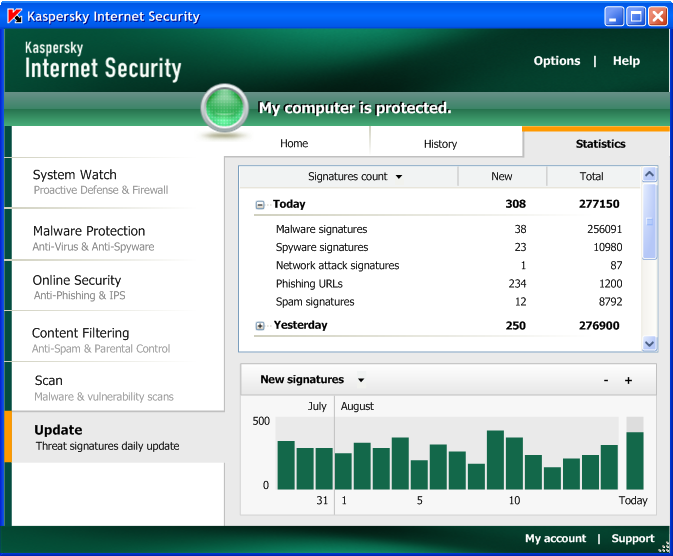 Kaspersky Internet Security
Kaspersky
Internet Security
Options | Help
My computer is protected.
Home
History
Statistics
System Watch
Proactive Defense & Firewall
Malware Protection
Anti-Virus & Anti-Spyware
Online Security
Anti-Phishing & IPS
Content Filtering
Anti-Spam & Parental Control
Scan
Malware & vulnerability scans
Update
Threat signatures daily update
Signatures count New Total
Today 308 277150
Malware signatures 38 256091
Spyware signatures 23 10980
Network attack signatures 1 87
Phishing URLs 234 1200
Spam signatures 12 8792
Yesterday 250 276900
New signatures - +
July August
500
0
31 1 5 10 Today
My account | Support